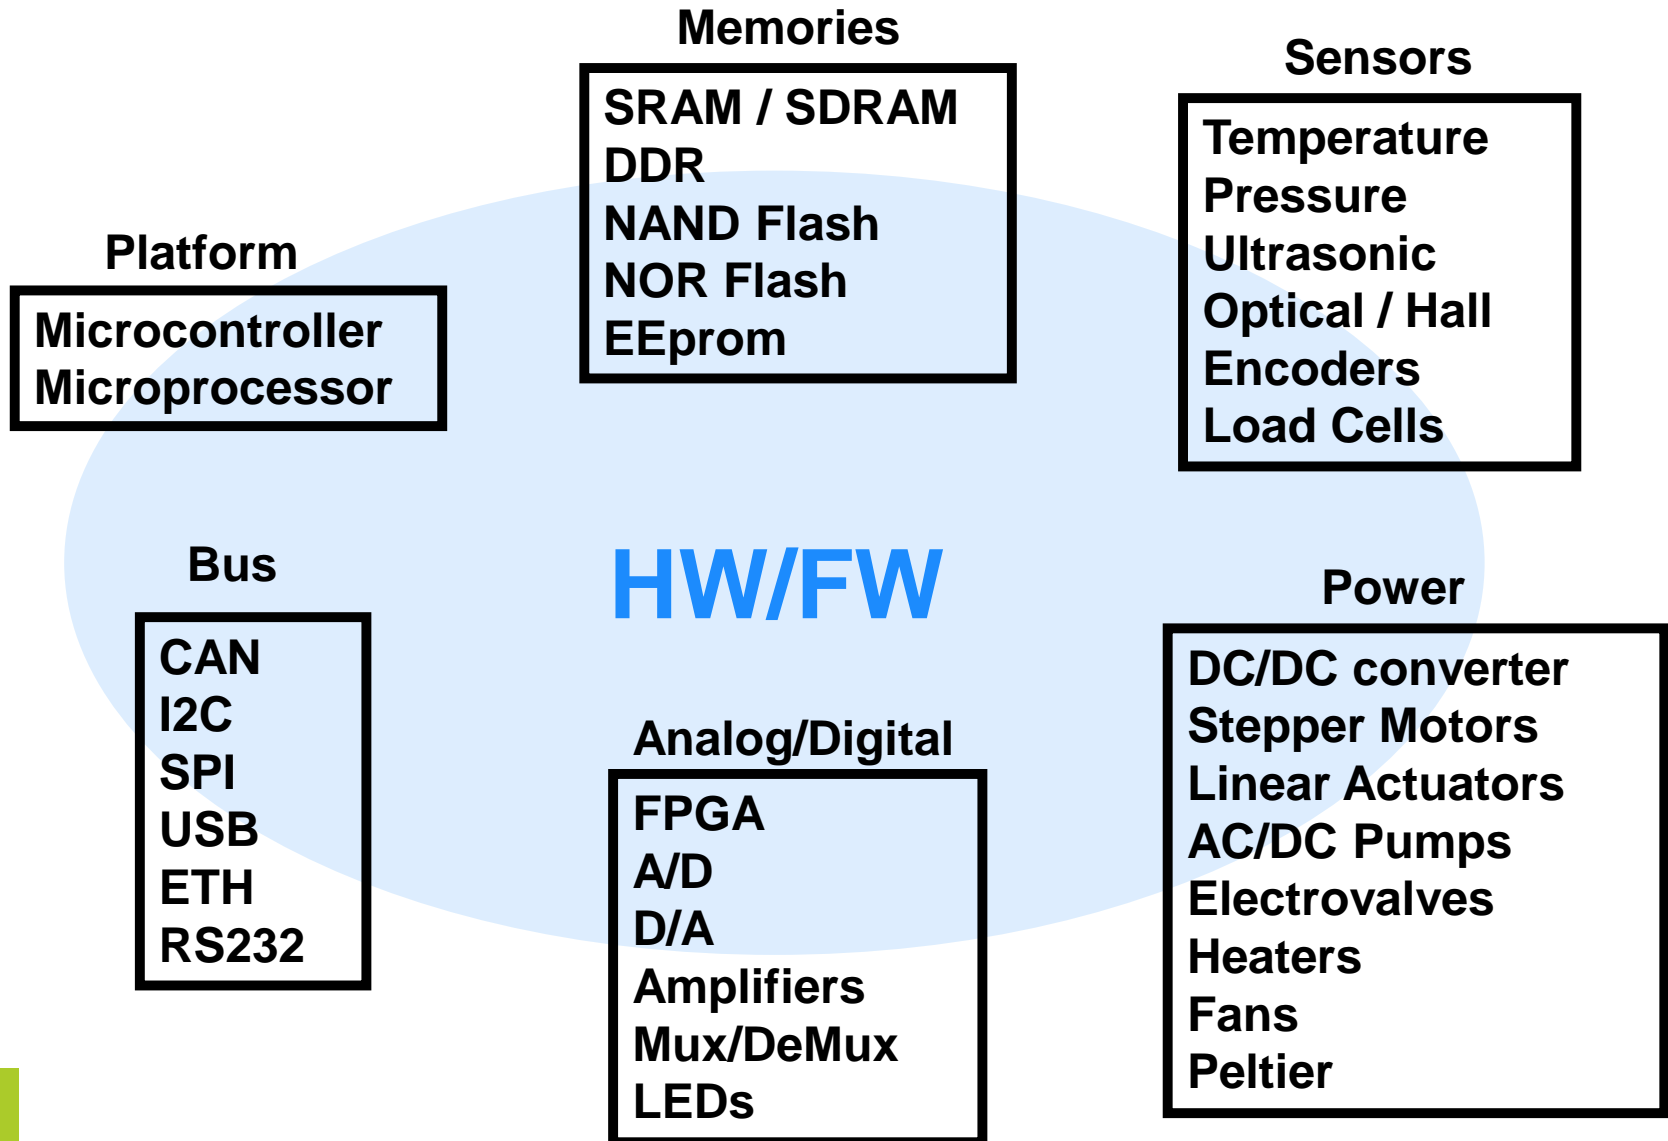 Memories
SRAM / SDRAM
DDR
NAND Flash
NOR Flash
EEprom
Sensors
Temperature
Pressure
Ultrasonic
Optical / Hall
Encoders
Load Cells
Platform
Microcontroller
Microprocessor
HW/FW
Bus
CAN
I2C
SPI
USB
ETH
RS232
Analog/Digital
FPGA
A/D
D/A
Amplifiers
Mux/DeMux
LEDs
Power
DC/DC converter
Stepper Motors
Linear Actuators
AC/DC Pumps
Electrovalves
Heaters
Fans
Peltier